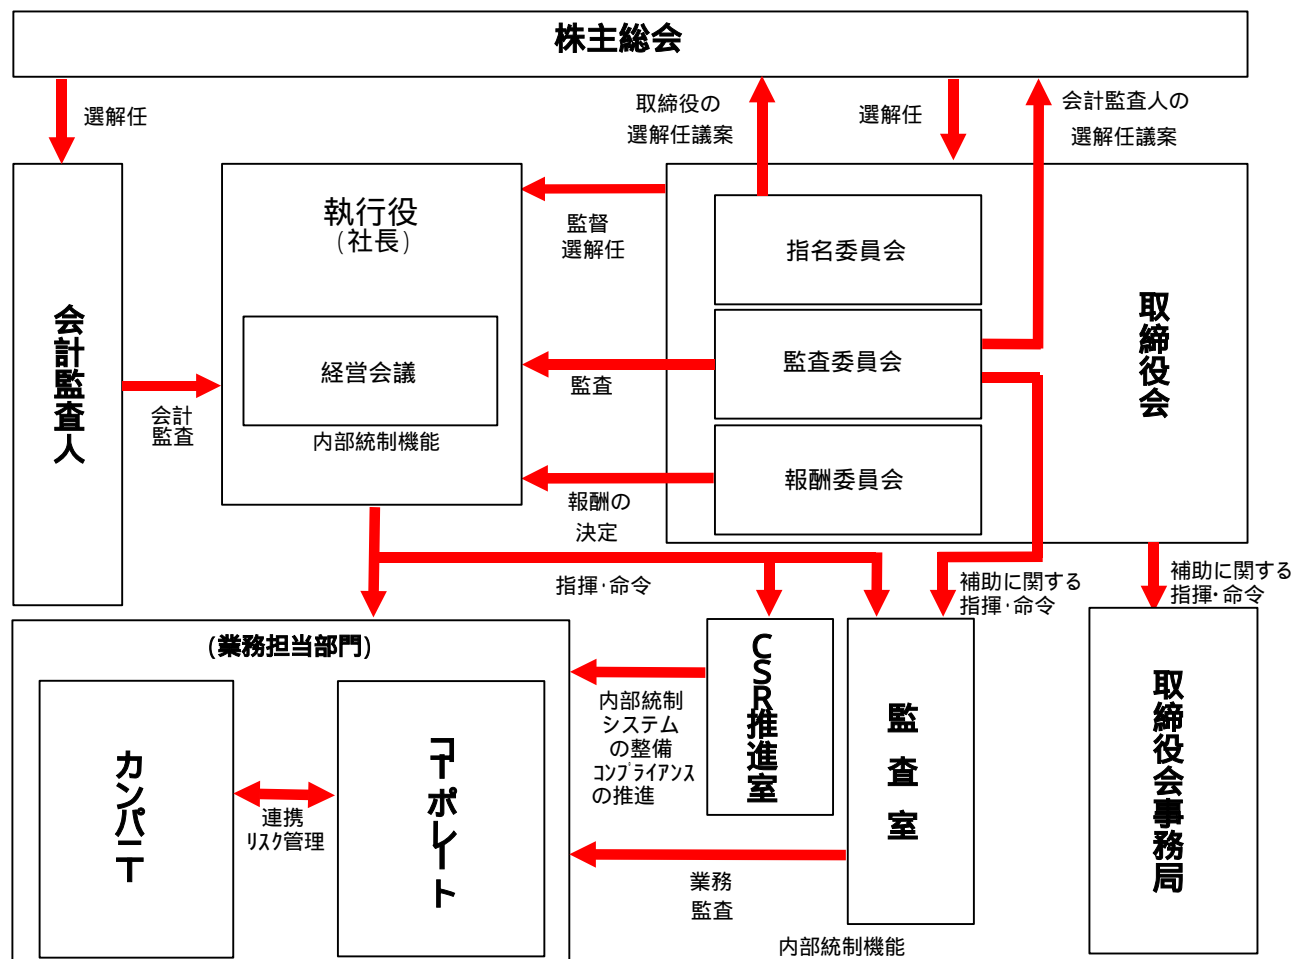 株主総会
選解任
取締役の
選解任議案
選解任
会計監査人の
選解任議案
会計監査人
執行役
(社長)
経営会議
内部統制機能
会計
監査
監督
選解任
監査
報酬の
決定
指名委員会
監査委員会
報酬委員会
取締役会
指揮・命令
補助に関する
指揮・命令
補助に関する
指揮・命令
(業務担当部門)
カンパニー
コーポレート
連携
リスク管理
内部統制
システム
の整備
コンプライアンス
の推進
CSR推進室
監査室
業務
監査
内部統制機能
取締役会事務局